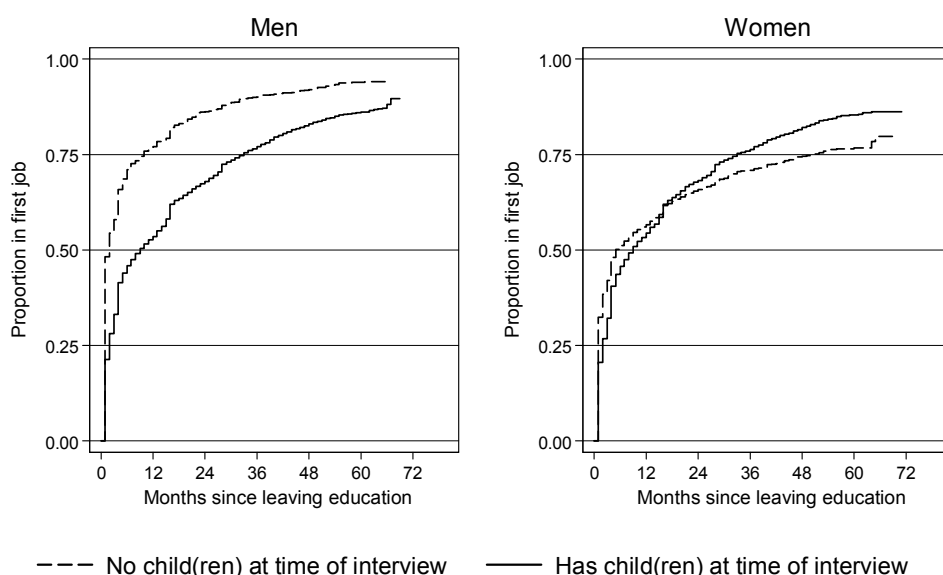 Men
Women
Proportion in first job
1.00
0.75
0.50
0.25
0.00
0 12 24 36 48 60 72
Months since leaving education
Proportion in first job
1.00
0.75
0.50
0.25
0.00
0 12 24 36 48 60 72
Months since leaving education
No child(ren) at time of interview
Has child(ren) at time of interview